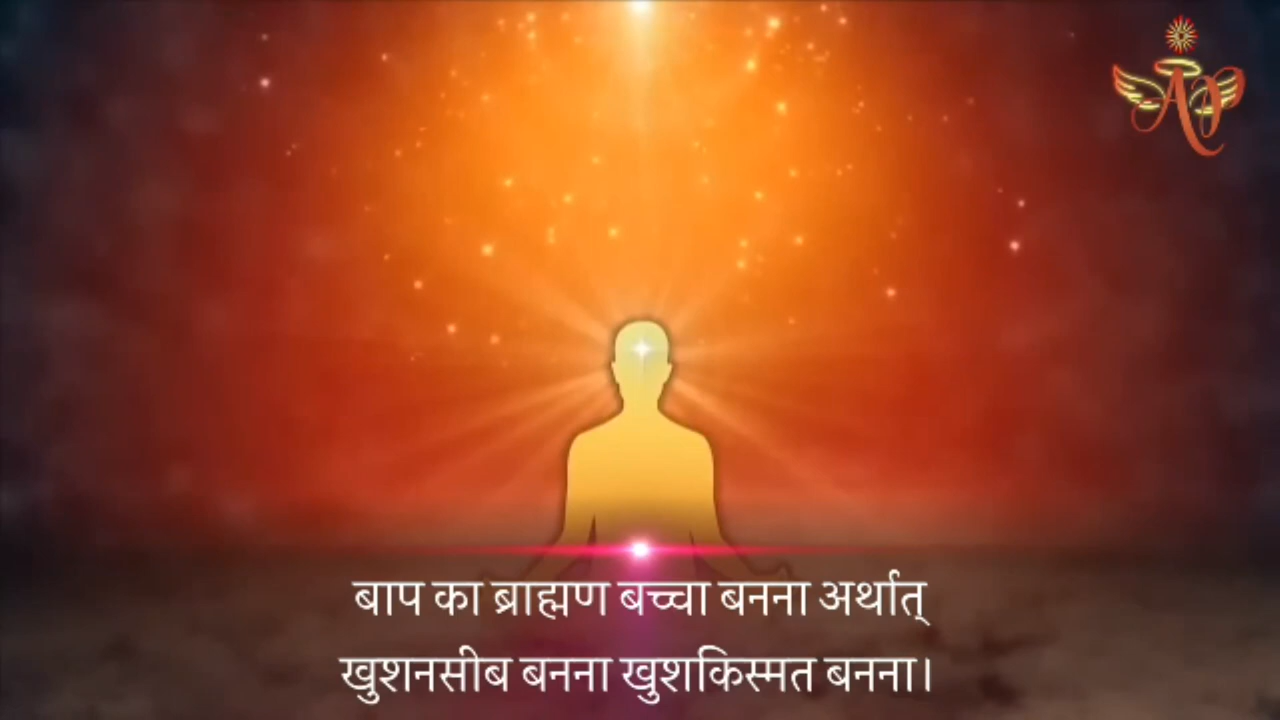 बाप का ब्राह्मण बच्चा बनना अर्थात्
खुशनसीब बनना खुशकिस्मत बनना।